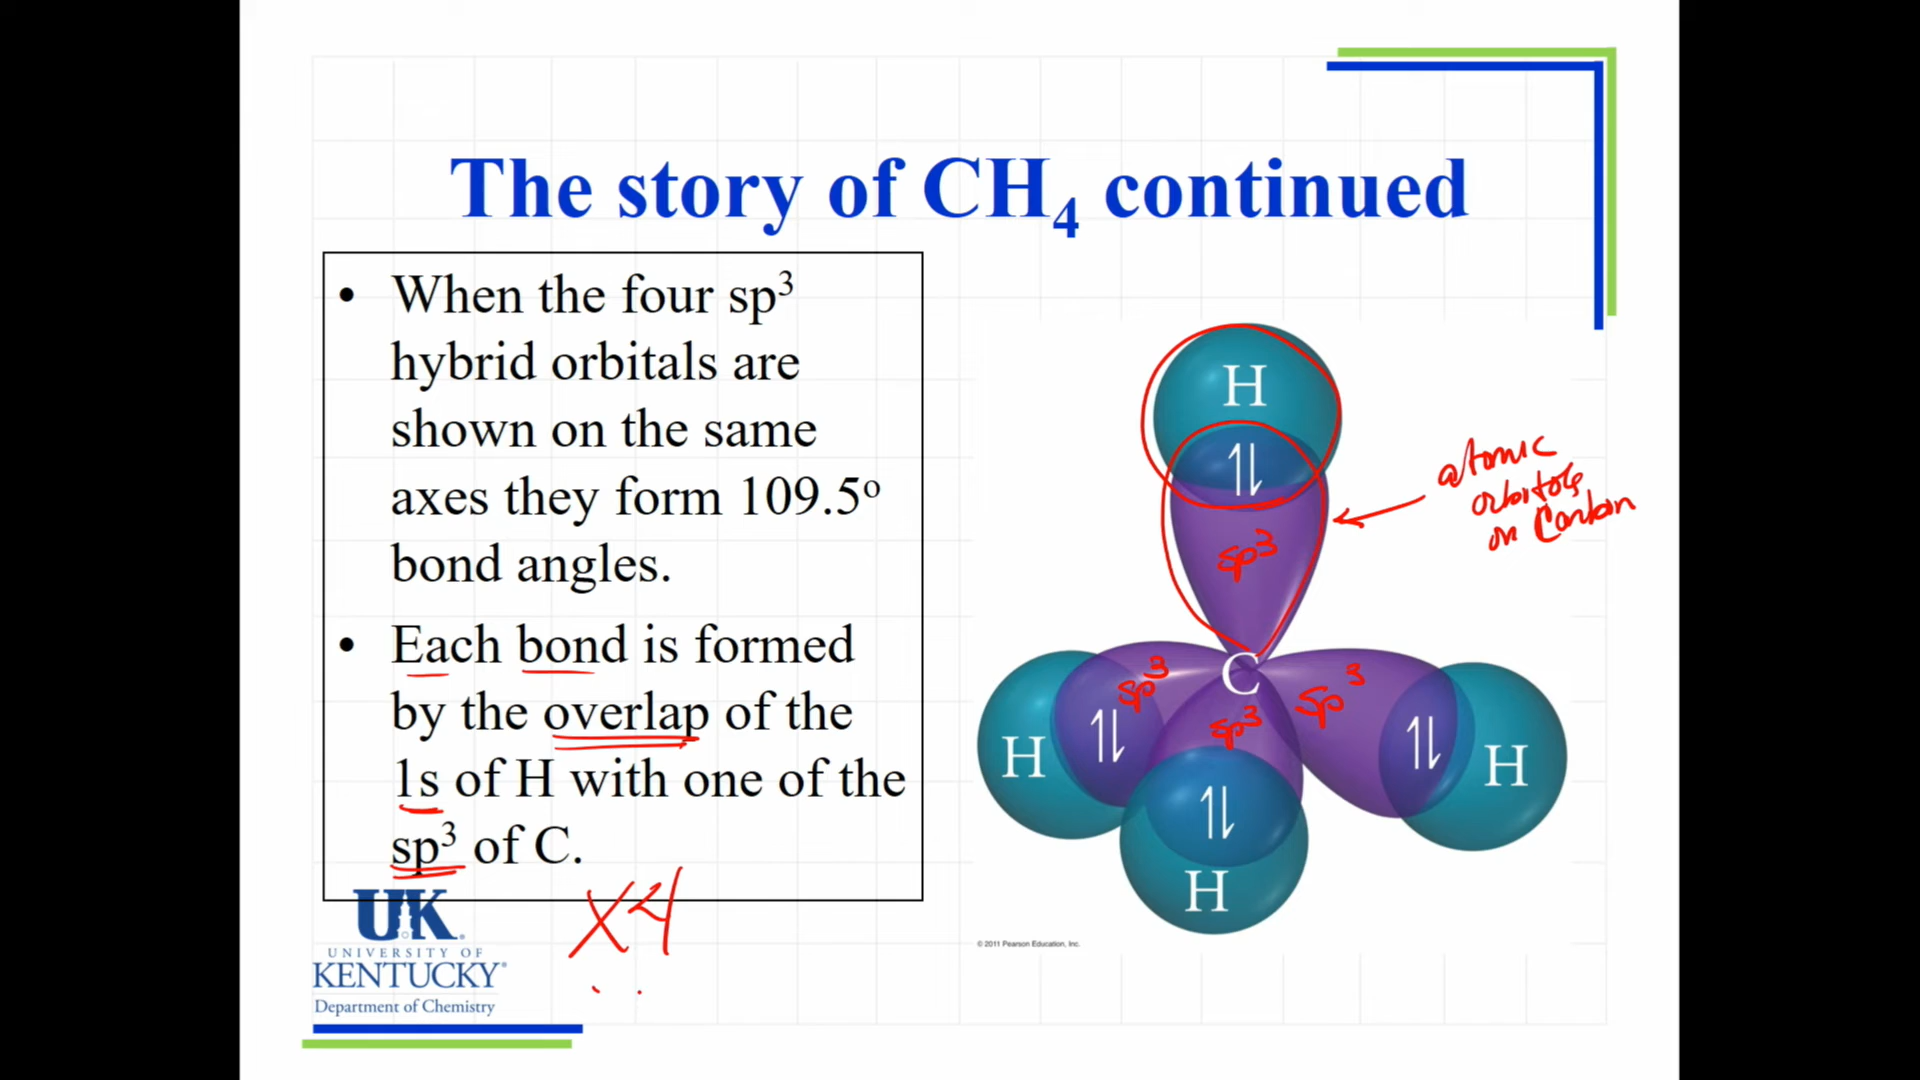 The story of CH₄ continued
• When the four sp³
hybrid orbitals are
shown on the same
axes they form 109.5º
bond angles.
• Each bond is formed
by the overlap of the
1s of H with one of the
sp³ of C.
x4
UK
UNIVERSITY OF
KENTUCKY®
Department of Chemistry
H
⥮
sp³
atomic
orbitals
on Carbon
C
sp³
sp³
sp³
H
⥮
⥮
H
⥮
H
© 2011 Pearson Education, Inc.